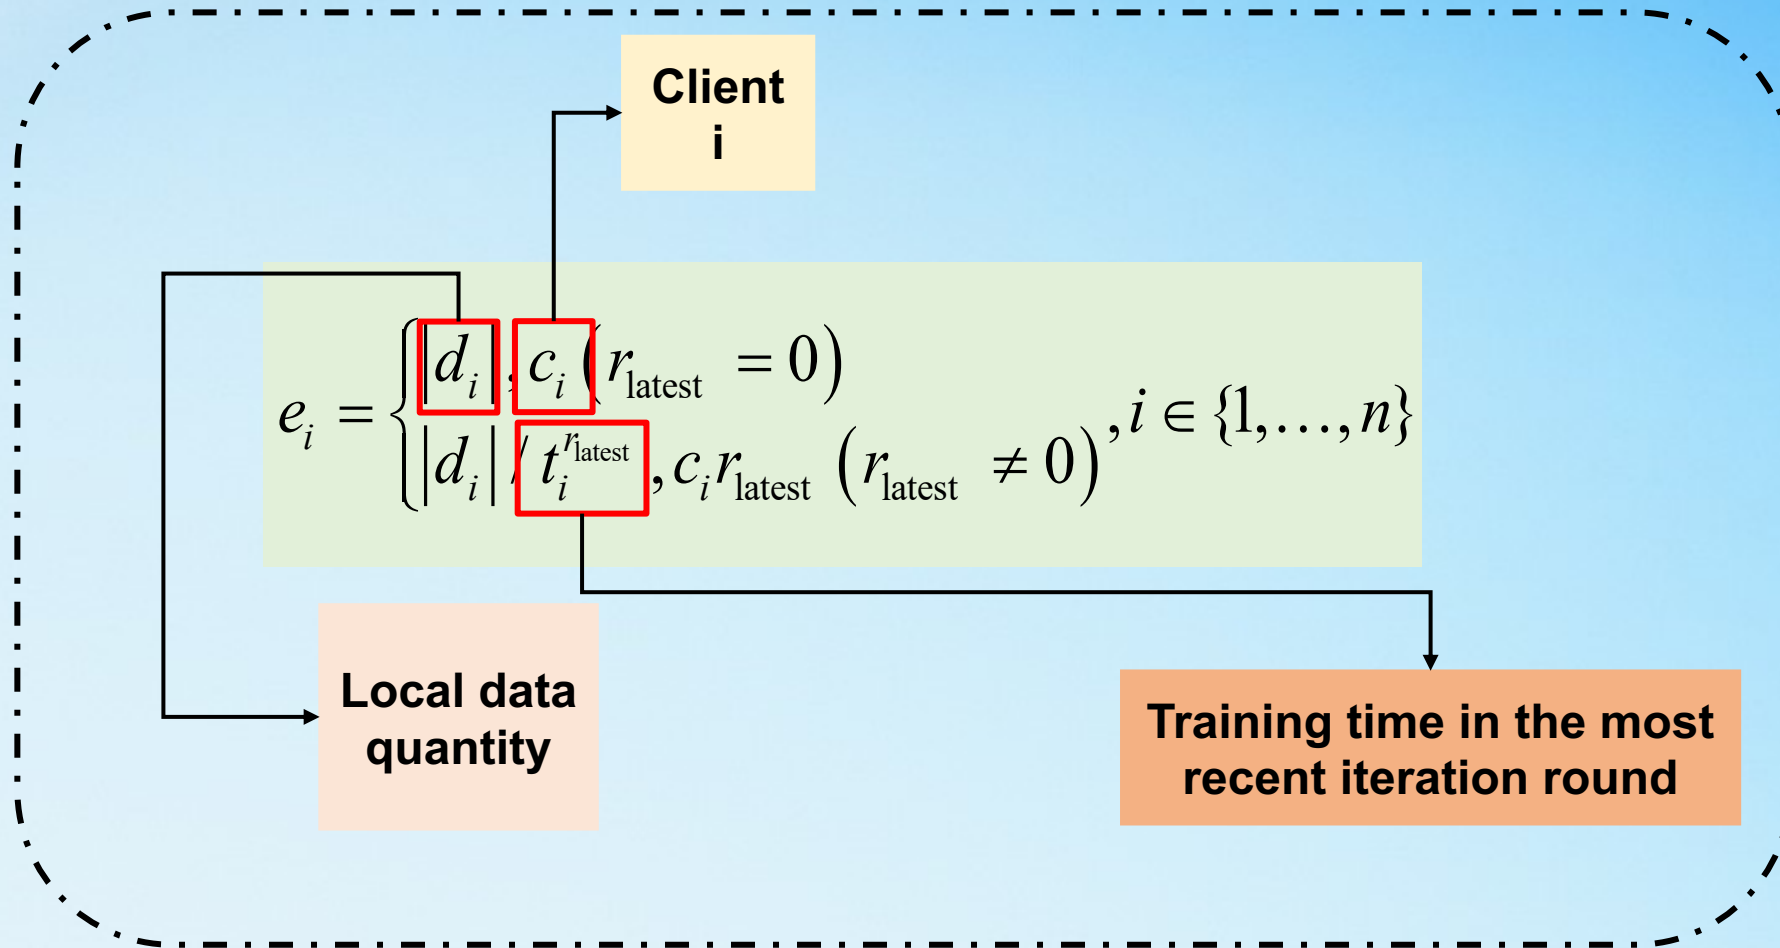 Client
i
e_i = { |d_i|, c_i (r_latest = 0)
|d_i| / t_i^{r_latest}, c_i r_latest (r_latest ≠ 0) , i ∈ {1,…, n}
Local data
quantity
Training time in the most
recent iteration round